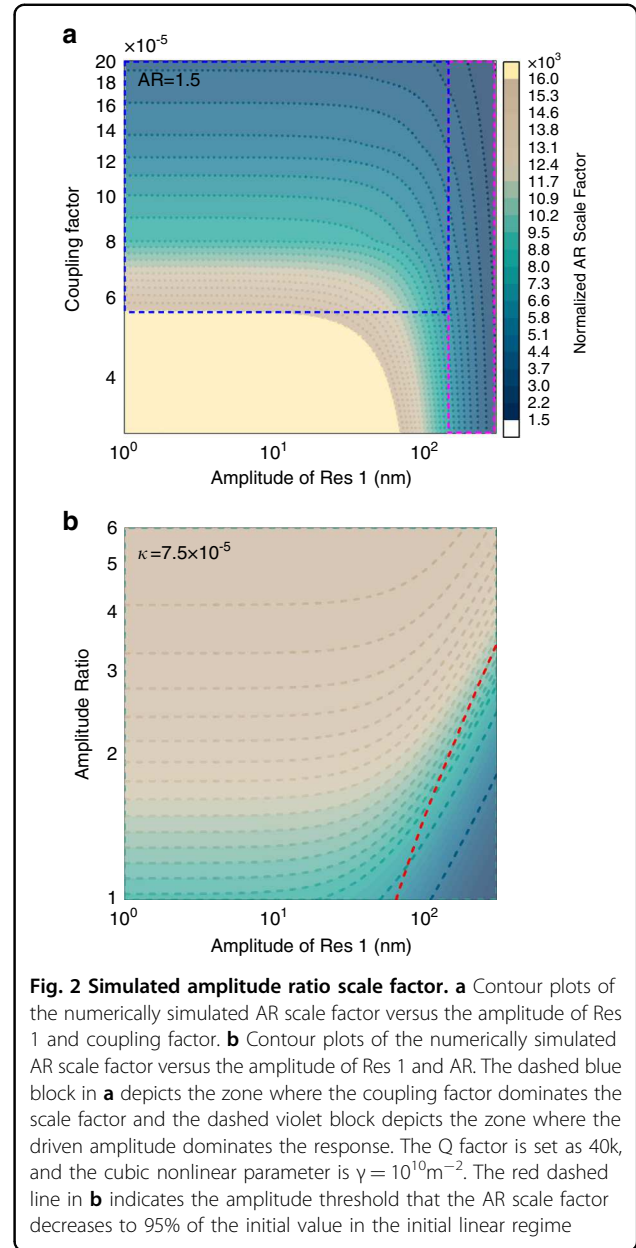 a
×10-5
20
18
16
14
12
10
8
6
4
Coupling factor
AR=1.5
100
101
102
Amplitude of Res 1 (nm)
×103
16.0
15.3
14.6
13.8
13.1
12.4
11.7
10.9
10.2
9.5
8.8
8.0
7.3
6.6
5.8
5.1
4.4
3.7
3.0
2.2
1.5
Normalized AR Scale Factor
b
6
5
4
3
2
1
Amplitude Ratio
κ=7.5×10-5
100
101
102
Amplitude of Res 1 (nm)
Fig. 2 Simulated amplitude ratio scale factor. a Contour plots of
the numerically simulated AR scale factor versus the amplitude of Res
1 and coupling factor. b Contour plots of the numerically simulated
AR scale factor versus the amplitude of Res 1 and AR. The dashed blue
block in a depicts the zone where the coupling factor dominates the
scale factor and the dashed violet block depicts the zone where the
driven amplitude dominates the response. The Q factor is set as 40k,
and the cubic nonlinear parameter is γ = 10¹⁰m⁻². The red dashed
line in b indicates the amplitude threshold that the AR scale factor
decreases to 95% of the initial value in the initial linear regime